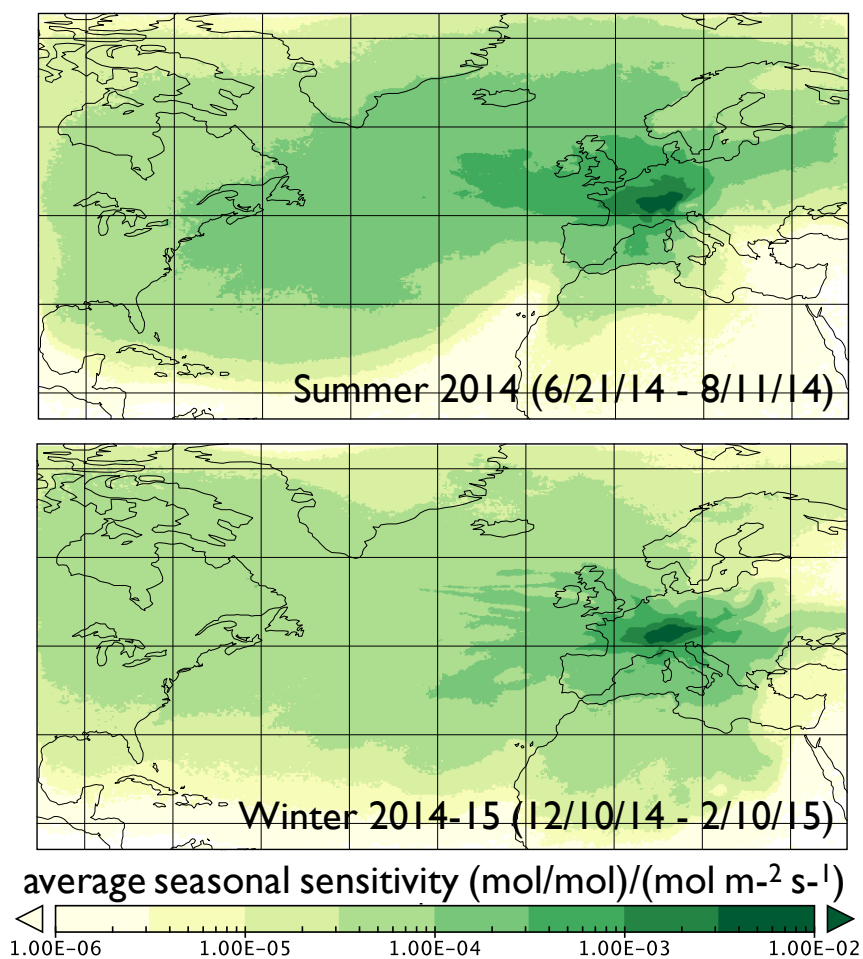 Summer 2014 (6/21/14 - 8/11/14)
Winter 2014-15 (12/10/14 - 2/10/15)
average seasonal sensitivity (mol/mol)/(mol m-² s-¹)
1.00E-06 1.00E-05 1.00E-04 1.00E-03 1.00E-02